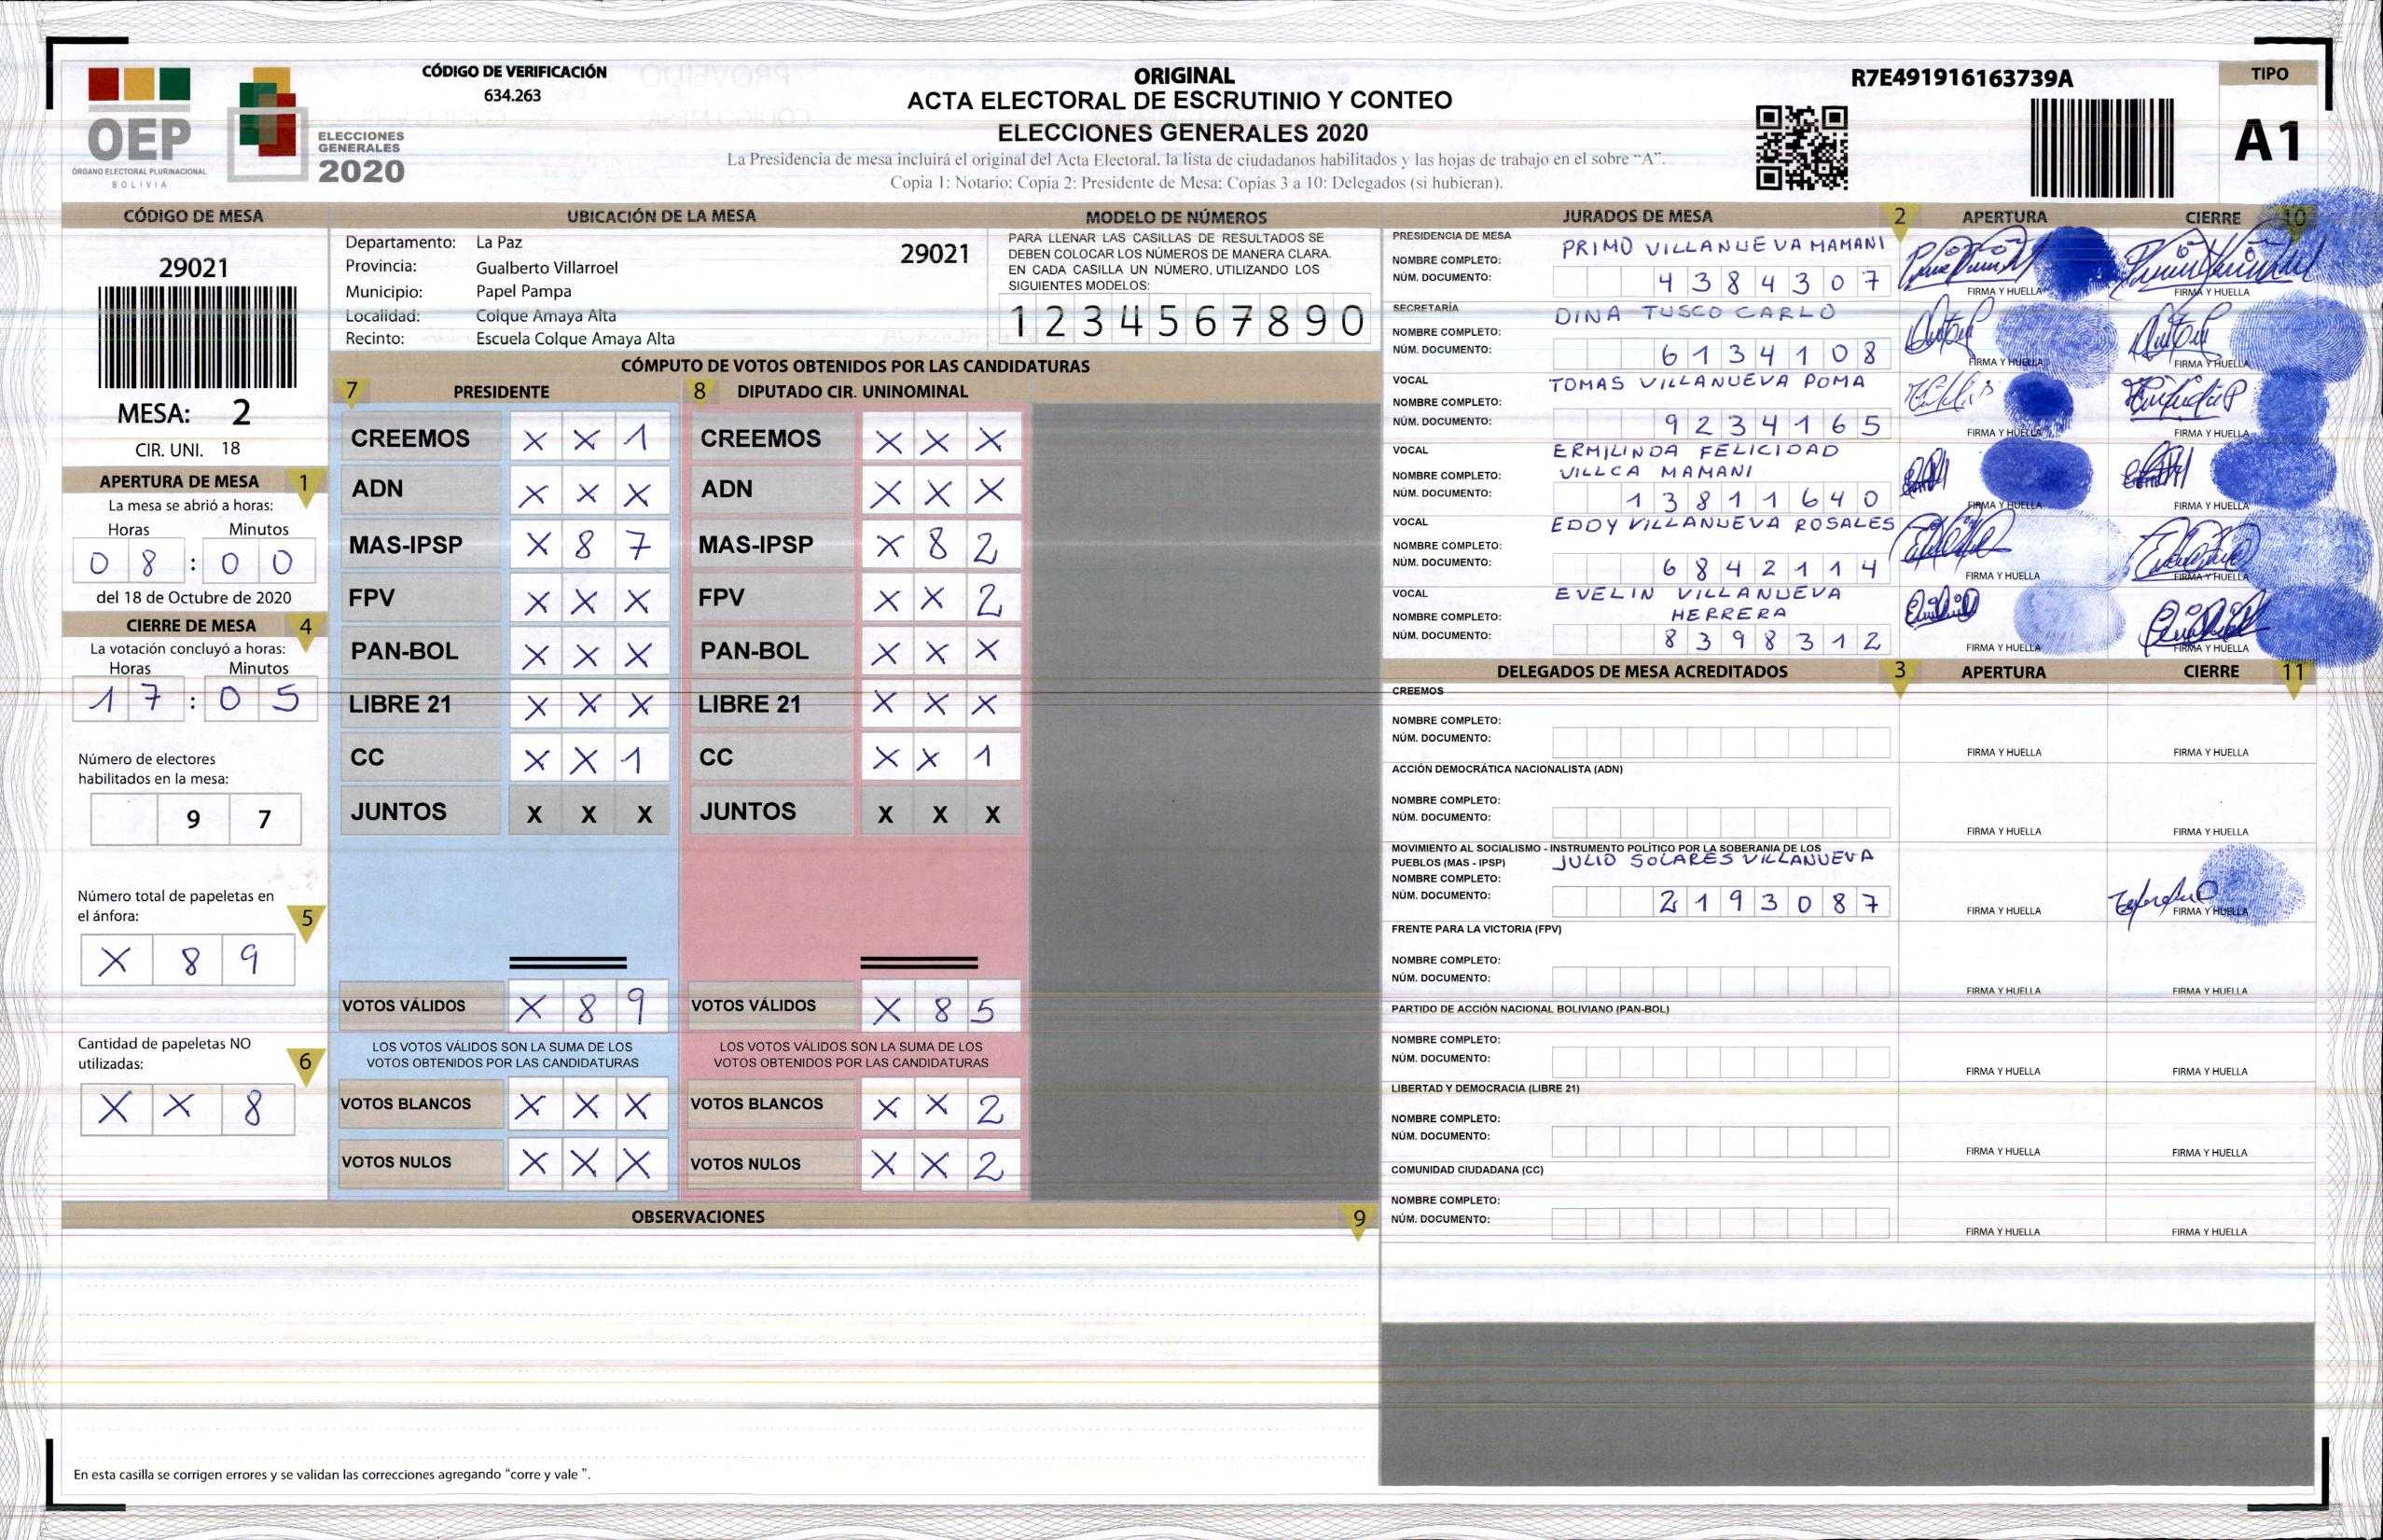 OEP
ÓRGANO ELECTORAL PLURINACIONAL
BOLIVIA
ELECCIONES
GENERALES
2020
CÓDIGO DE VERIFICACIÓN
634.263
ORIGINAL
ACTA ELECTORAL DE ESCRUTINIO Y CONTEO
ELECCIONES GENERALES 2020
La Presidencia de mesa incluirá el original del Acta Electoral, la lista de ciudadanos habilitados y las hojas de trabajo en el sobre “A”.
Copia 1: Notario; Copia 2: Presidente de Mesa; Copias 3 a 10: Delegados (si hubieran).
R7E491916163739A
TIPO
A1
CÓDIGO DE MESA
29021
MESA: 2
CIR. UNI. 18
APERTURA DE MESA 1
La mesa se abrió a horas:
Horas Minutos
0 8 : 0 0
del 18 de Octubre de 2020
CIERRE DE MESA 4
La votación concluyó a horas:
Horas Minutos
1 7 : 0 5
Número de electores
habilitados en la mesa:
9 7
Número total de papeletas en
el ánfora: 5
X 8 9
Cantidad de papeletas NO
utilizadas: 6
X X 8
UBICACIÓN DE LA MESA
Departamento: La Paz
Provincia: Gualberto Villarroel
Municipio: Papel Pampa
Localidad: Colque Amaya Alta
Recinto: Escuela Colque Amaya Alta
29021
MODELO DE NÚMEROS
PARA LLENAR LAS CASILLAS DE RESULTADOS SE
DEBEN COLOCAR LOS NÚMEROS DE MANERA CLARA.
EN CADA CASILLA UN NÚMERO, UTILIZANDO LOS
SIGUIENTES MODELOS:
1 2 3 4 5 6 7 8 9 0
CÓMPUTO DE VOTOS OBTENIDOS POR LAS CANDIDATURAS
7 PRESIDENTE
CREEMOS X X 1
ADN X X X
MAS-IPSP X 8 7
FPV X X X
PAN-BOL X X X
LIBRE 21 X X X
CC X X 1
JUNTOS X X X
VOTOS VÁLIDOS X 8 9
LOS VOTOS VÁLIDOS SON LA SUMA DE LOS
VOTOS OBTENIDOS POR LAS CANDIDATURAS
VOTOS BLANCOS X X X
VOTOS NULOS X X X
8 DIPUTADO CIR. UNINOMINAL
CREEMOS X X X
ADN X X X
MAS-IPSP X 8 2
FPV X X 2
PAN-BOL X X X
LIBRE 21 X X X
CC X X 1
JUNTOS X X X
VOTOS VÁLIDOS X 8 5
LOS VOTOS VÁLIDOS SON LA SUMA DE LOS
VOTOS OBTENIDOS POR LAS CANDIDATURAS
VOTOS BLANCOS X X 2
VOTOS NULOS X X 2
OBSERVACIONES 9
En esta casilla se corrigen errores y se validan las correcciones agregando “corre y vale ”.
JURADOS DE MESA 2 APERTURA CIERRE 10
PRESIDENCIA DE MESA
NOMBRE COMPLETO: PRIMO VILLANUEVA MAMANI
NÚM. DOCUMENTO: 4 3 8 4 3 0 7
FIRMA Y HUELLA FIRMA Y HUELLA
SECRETARÍA
NOMBRE COMPLETO: DINA TUSCO CARLO
NÚM. DOCUMENTO: 6 1 3 4 1 0 8
FIRMA Y HUELLA FIRMA Y HUELLA
VOCAL
NOMBRE COMPLETO: TOMAS VILLANUEVA POMA
NÚM. DOCUMENTO: 9 2 3 4 1 6 5
FIRMA Y HUELLA FIRMA Y HUELLA
VOCAL ERMILINDA FELICIDAD
NOMBRE COMPLETO: VILLCA MAMANI
NÚM. DOCUMENTO: 1 3 8 1 1 6 4 0
FIRMA Y HUELLA FIRMA Y HUELLA
VOCAL
NOMBRE COMPLETO: EDDY VILLANUEVA ROSALES
NÚM. DOCUMENTO: 6 8 4 2 1 1 4
FIRMA Y HUELLA FIRMA Y HUELLA
VOCAL EVELIN VILLANUEVA
NOMBRE COMPLETO: HERRERA
NÚM. DOCUMENTO: 8 3 9 8 3 1 2
FIRMA Y HUELLA FIRMA Y HUELLA
DELEGADOS DE MESA ACREDITADOS 3 APERTURA CIERRE 11
CREEMOS
NOMBRE COMPLETO:
NÚM. DOCUMENTO:
FIRMA Y HUELLA FIRMA Y HUELLA
ACCIÓN DEMOCRÁTICA NACIONALISTA (ADN)
NOMBRE COMPLETO:
NÚM. DOCUMENTO:
FIRMA Y HUELLA FIRMA Y HUELLA
MOVIMIENTO AL SOCIALISMO - INSTRUMENTO POLÍTICO POR LA SOBERANIA DE LOS
PUEBLOS (MAS - IPSP) JULIO SOLARES VILLANUEVA
NOMBRE COMPLETO:
NÚM. DOCUMENTO: 2 1 9 3 0 8 7
FIRMA Y HUELLA FIRMA Y HUELLA
FRENTE PARA LA VICTORIA (FPV)
NOMBRE COMPLETO:
NÚM. DOCUMENTO:
FIRMA Y HUELLA FIRMA Y HUELLA
PARTIDO DE ACCIÓN NACIONAL BOLIVIANO (PAN-BOL)
NOMBRE COMPLETO:
NÚM. DOCUMENTO:
FIRMA Y HUELLA FIRMA Y HUELLA
LIBERTAD Y DEMOCRACIA (LIBRE 21)
NOMBRE COMPLETO:
NÚM. DOCUMENTO:
FIRMA Y HUELLA FIRMA Y HUELLA
COMUNIDAD CIUDADANA (CC)
NOMBRE COMPLETO:
NÚM. DOCUMENTO:
FIRMA Y HUELLA FIRMA Y HUELLA